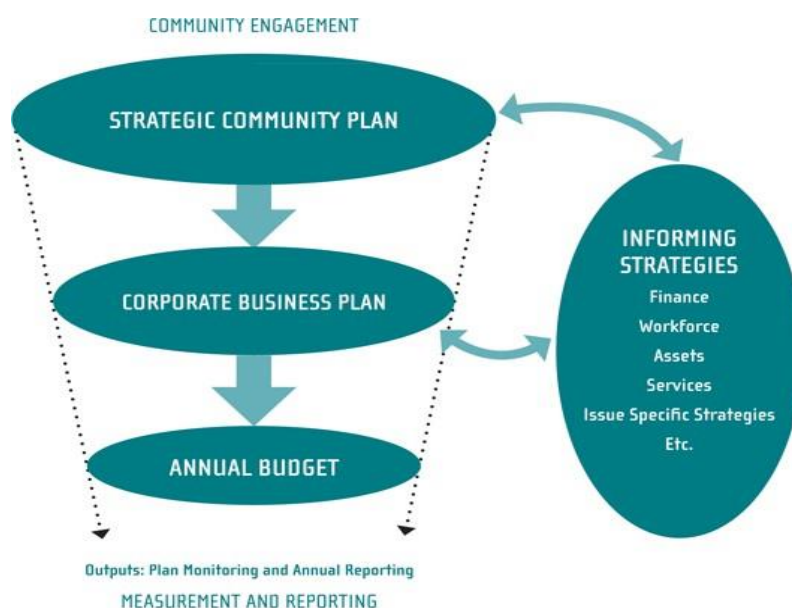 COMMUNITY ENGAGEMENT
STRATEGIC COMMUNITY PLAN
CORPORATE BUSINESS PLAN
ANNUAL BUDGET
INFORMING
STRATEGIES
Finance
Workforce
Assets
Services
Issue Specific Strategies
Etc.
Outputs: Plan Monitoring and Annual Reporting
MEASUREMENT AND REPORTING